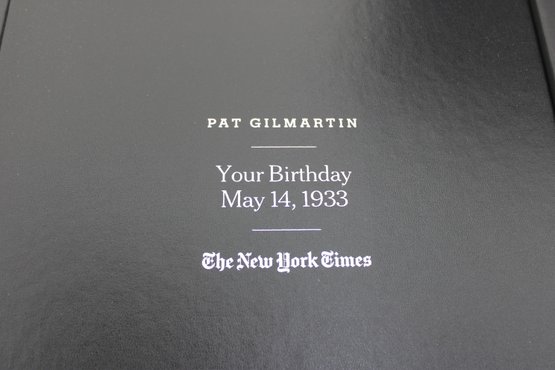 PAT GILMARTIN
Your Birthday
May 14, 1933
The New York Times